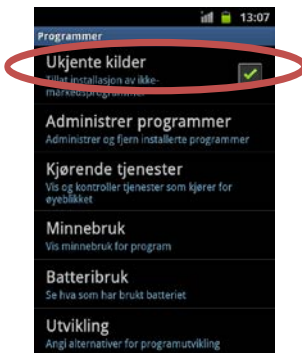 13:07
Programmer
Ukjente kilder
Tillat installasjon av ikke-
markedsprogrammer
Administrer programmer
Administrer og fjern installerte programmer
Kjørende tjenester
Vis og kontroller tjenester som kjører for
øyeblikket
Minnebruk
Vis minnebruk for program
Batteribruk
Se hva som har brukt batteriet
Utvikling
Angi alternativer for programutvikling